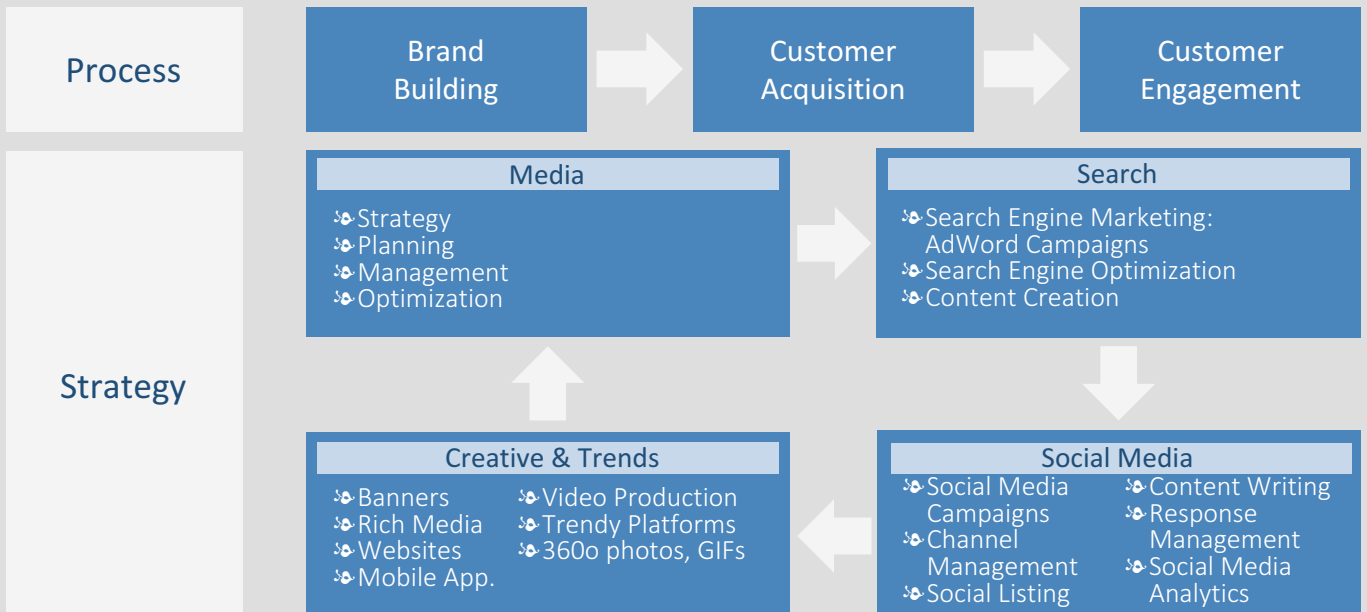 Process
Brand
Building
Customer
Acquisition
Customer
Engagement
Strategy
Media
Strategy
Planning
Management
Optimization
Search
Search Engine Marketing:
AdWord Campaigns
Search Engine Optimization
Content Creation
Creative & Trends
Banners
Rich Media
Websites
Mobile App.
Video Production
Trendy Platforms
360o photos, GIFs
Social Media
Social Media
Campaigns
Channel
Management
Social Listing
Content Writing
Response
Management
Social Media
Analytics